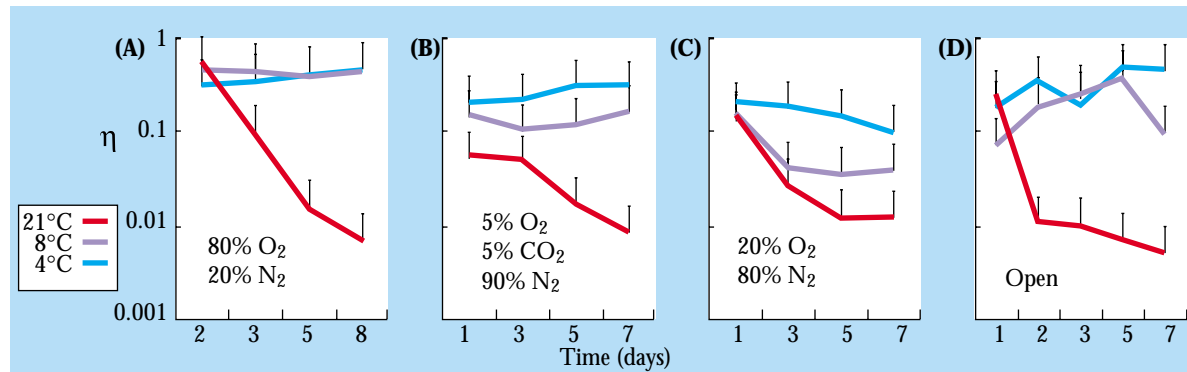 (A)
(B)
(C)
(D)
1
0.1
0.01
0.001
η
21°C
8°C
4°C
80% O₂
20% N₂
5% O₂
5% CO₂
90% N₂
20% O₂
80% N₂
Open
2 3 5 8
1 3 5 7
1 3 5 7
1 2 3 5 7
Time (days)